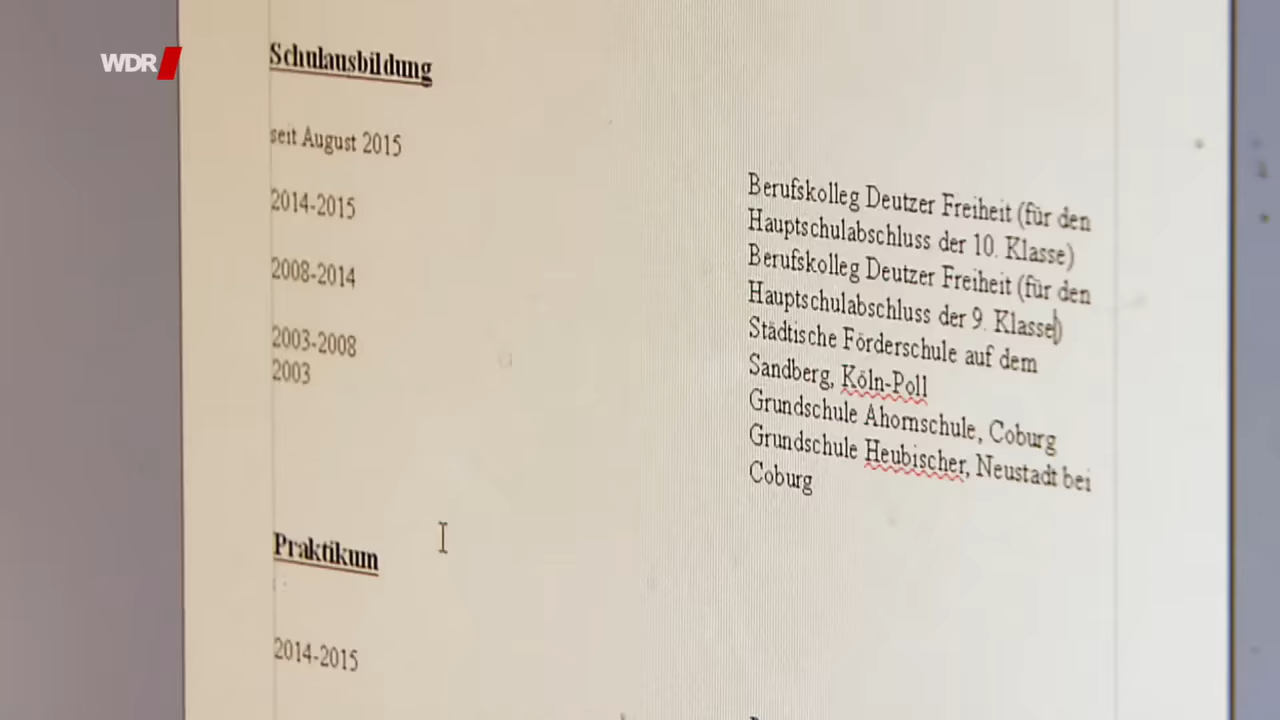 WDR
Schulausbildung
seit August 2015
2014-2015
2008-2014
2003-2008
2003
Berufskolleg Deutzer Freiheit (für den
Hauptschulabschluss der 10. Klasse)
Berufskolleg Deutzer Freiheit (für den
Hauptschulabschluss der 9. Klasse)
Städtische Förderschule auf dem
Sandberg, Köln-Poll
Grundschule Ahornschule, Coburg
Grundschule Heubischer, Neustadt bei
Coburg
Praktikum
2014-2015